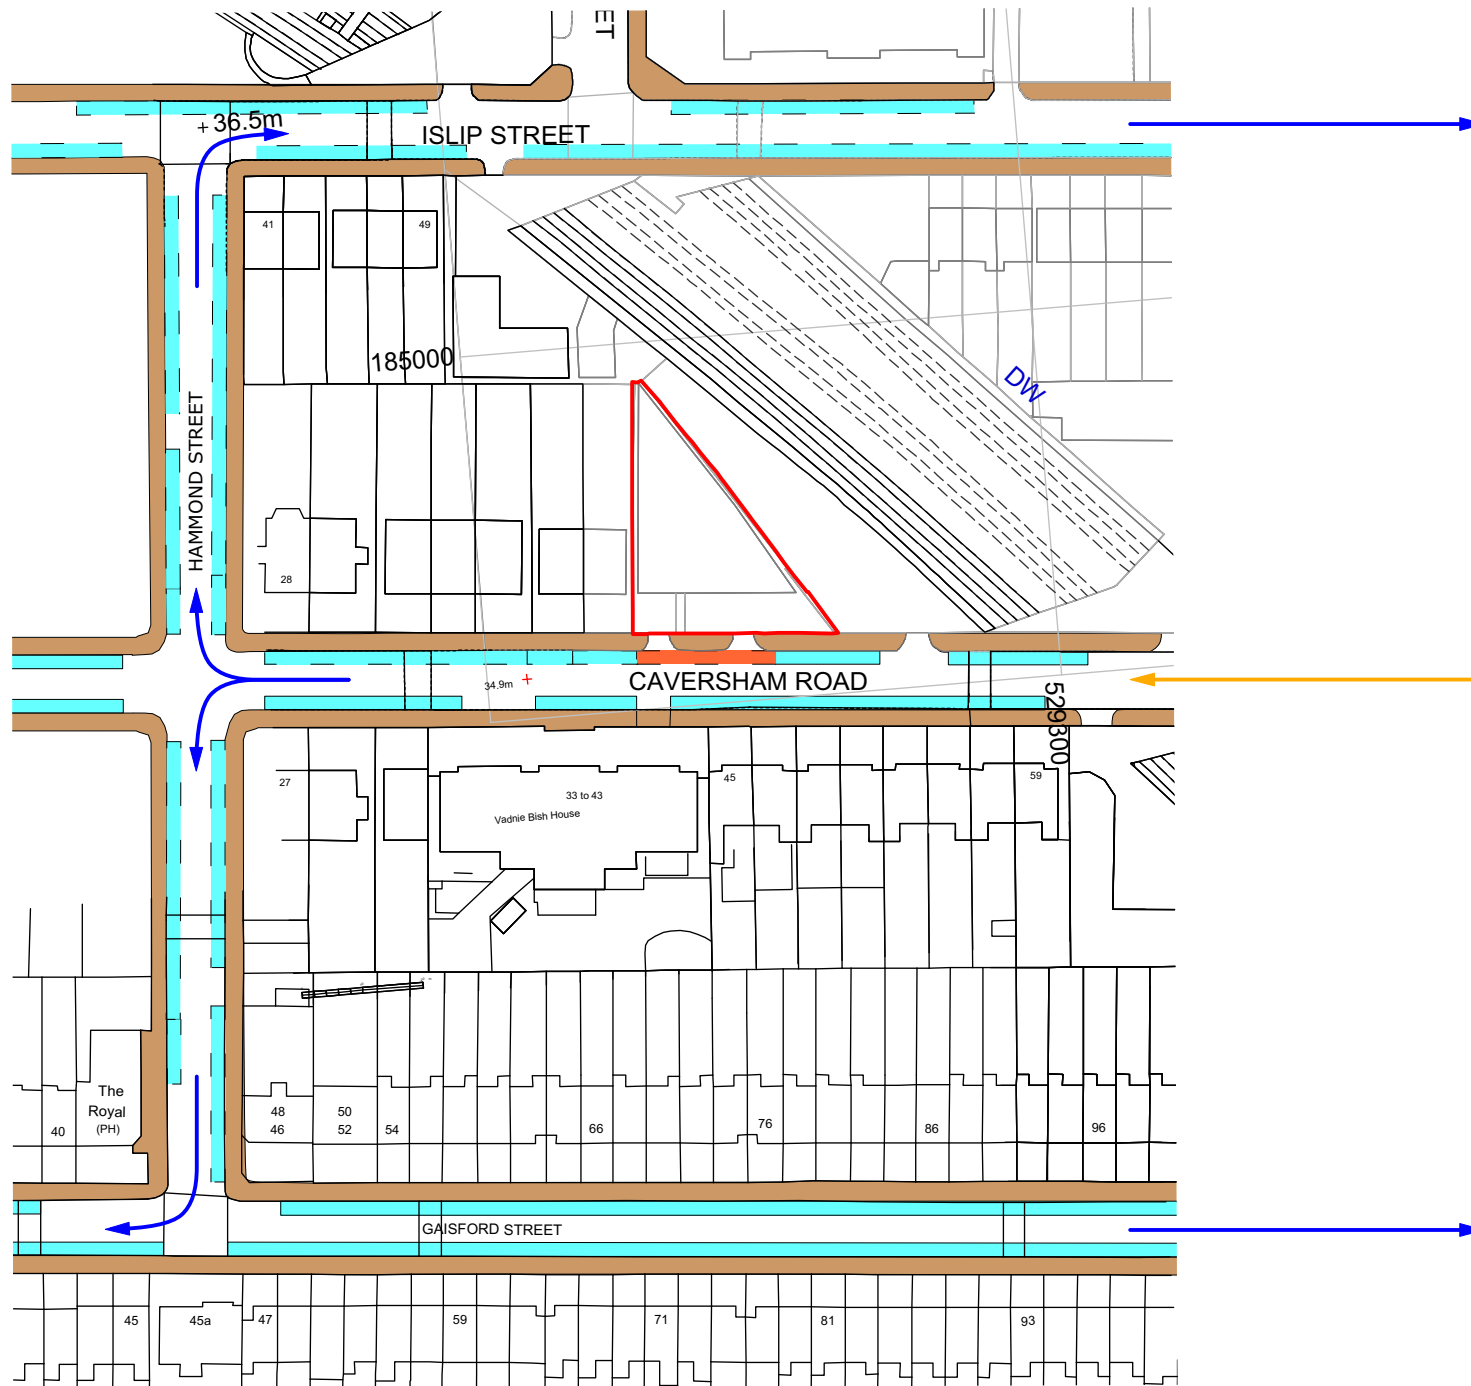 ET
+36.5m
ISLIP STREET
41
49
185000
DW
HAMMOND STREET
28
34.9m +
CAVERSHAM ROAD
529300
27
33 to 43
Vadnie Bish House
45
59
The
Royal
(PH)
40
48
46
50
52
54
66
76
86
96
GAISFORD STREET
45
45a
47
59
71
81
93